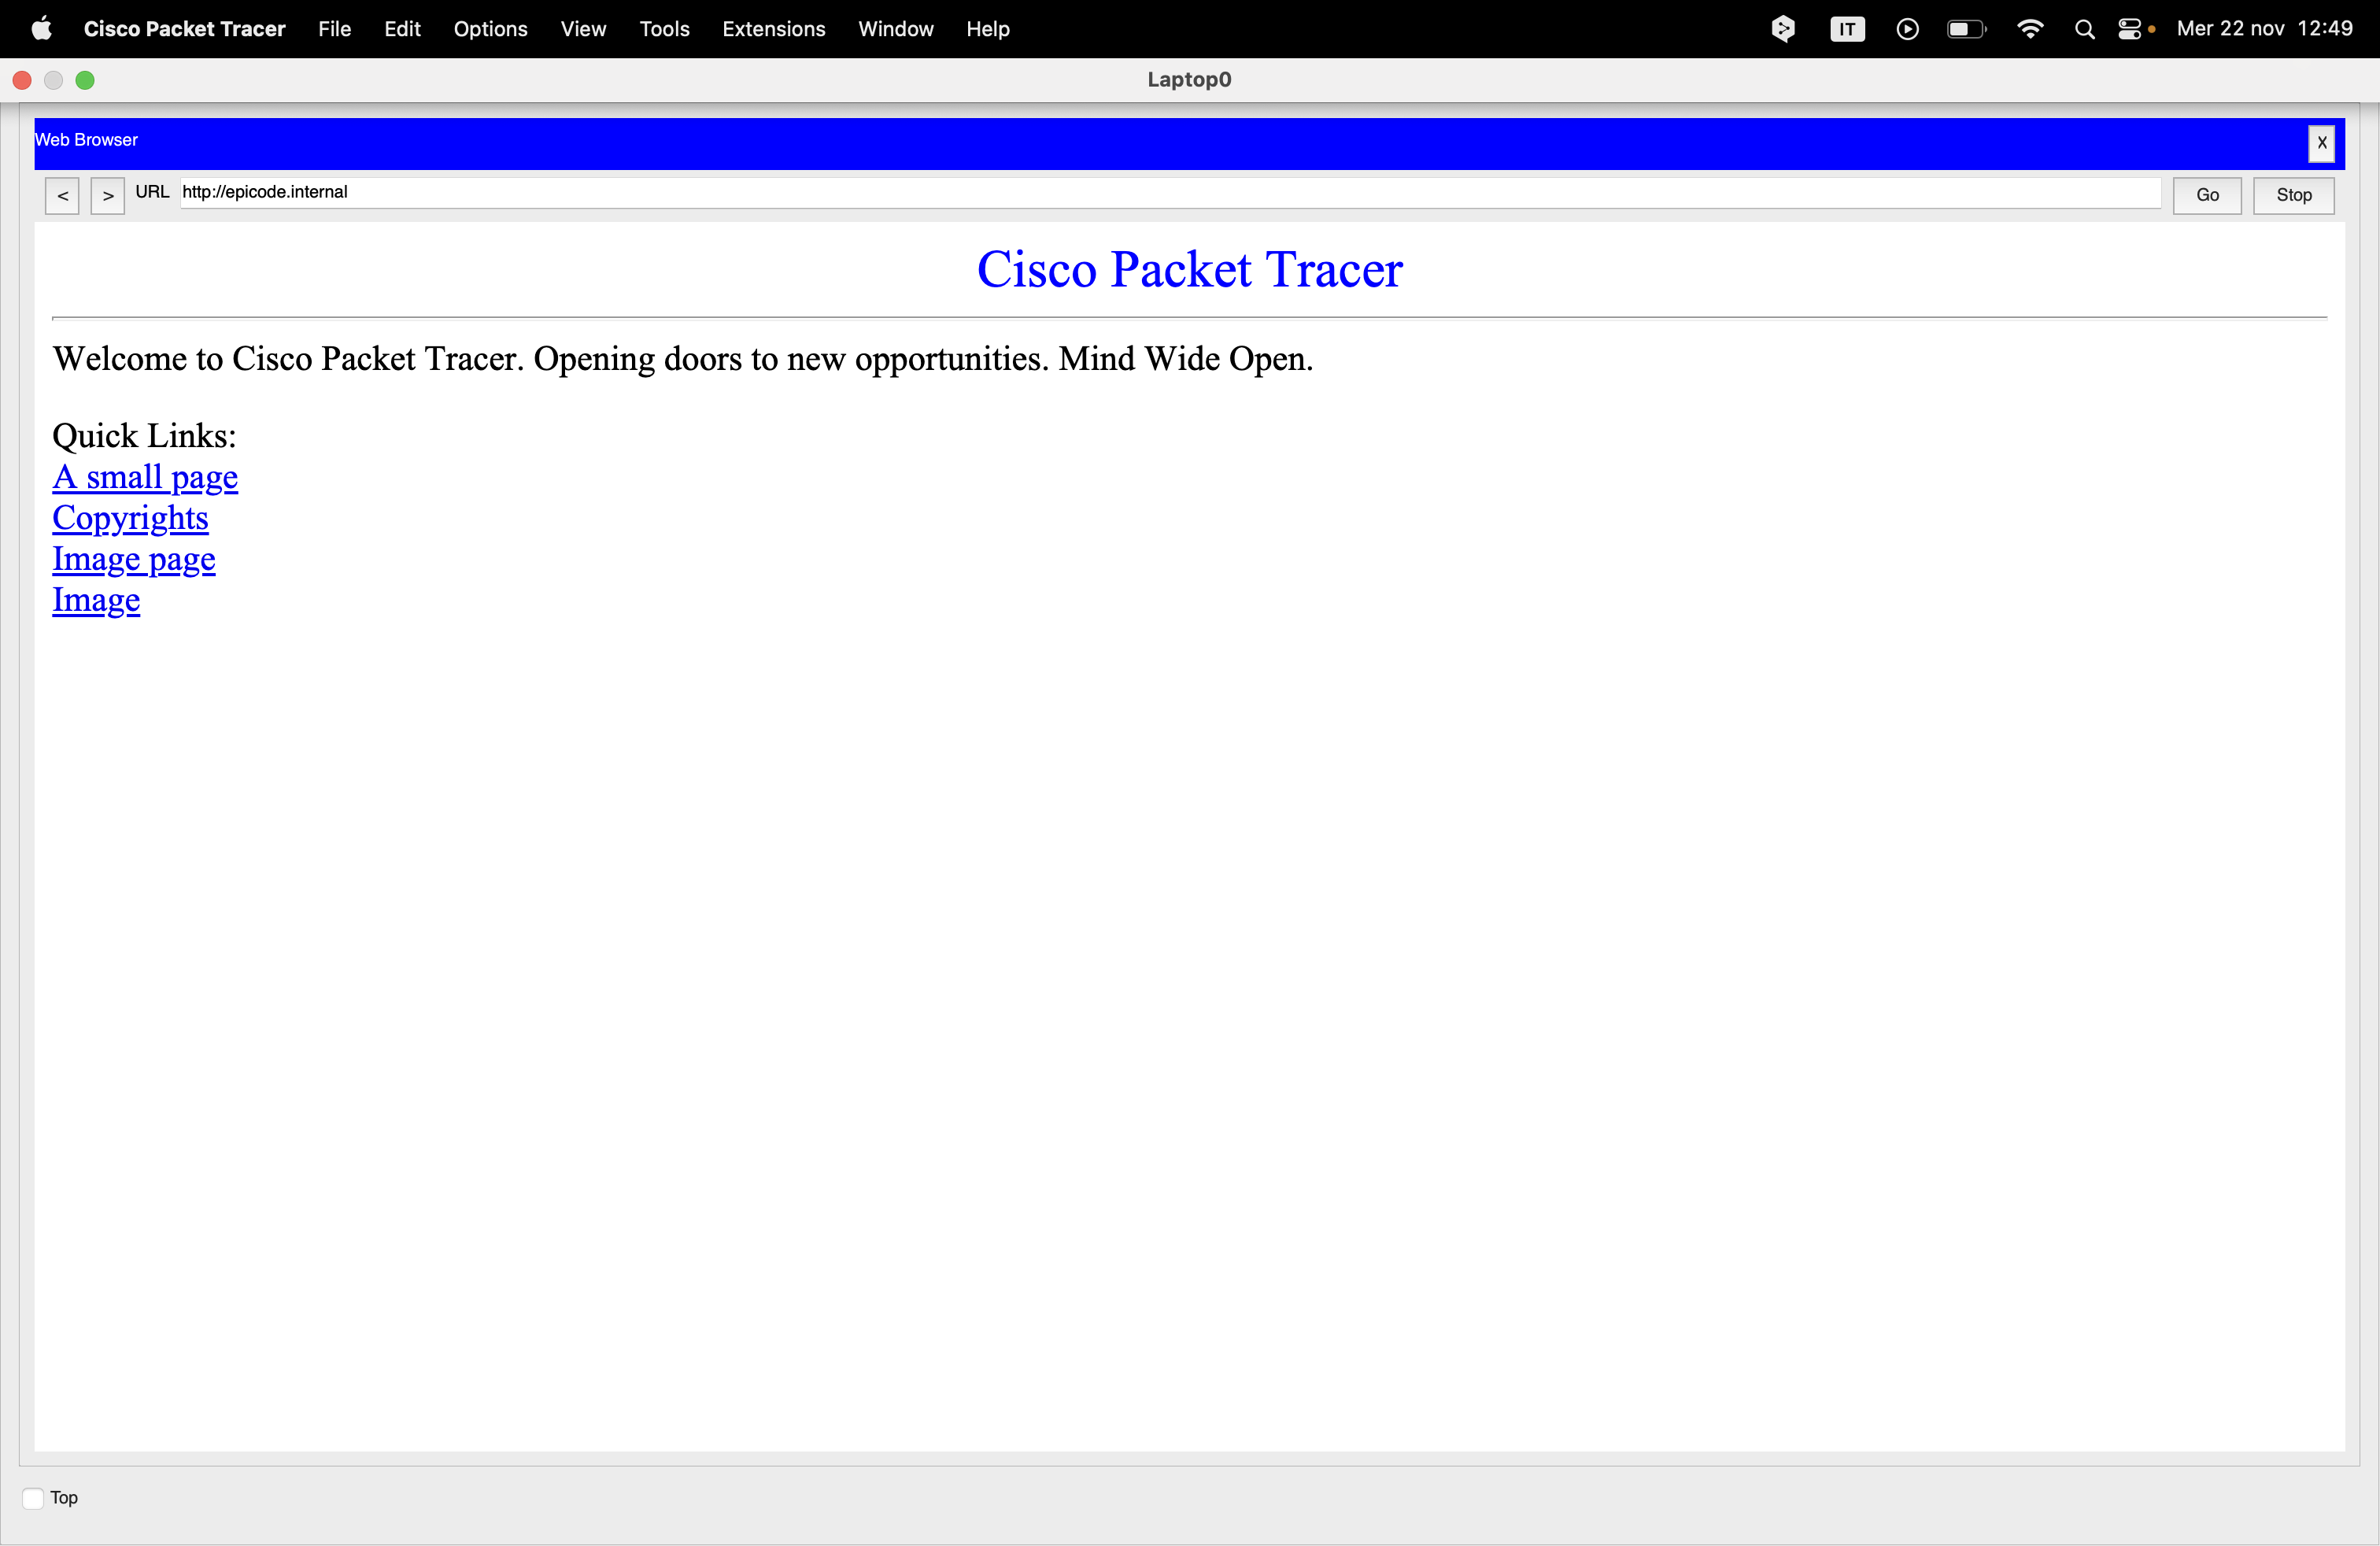 Cisco Packet Tracer File Edit Options View Tools Extensions Window Help IT Mer 22 nov 12:49
Laptop0
Web Browser X
< > URL http://epicode.internal Go Stop
Cisco Packet Tracer
Welcome to Cisco Packet Tracer. Opening doors to new opportunities. Mind Wide Open.
Quick Links:
A small page
Copyrights
Image page
Image
Top